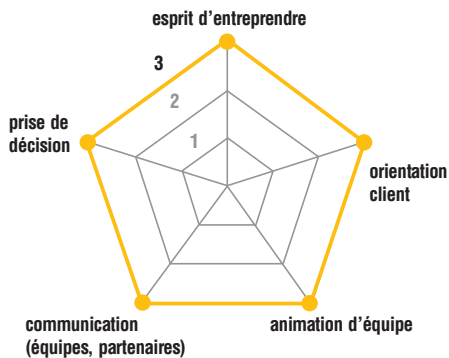 esprit d'entreprendre
3
2
prise de
décision
1
orientation
client
communication
(équipes, partenaires)
animation d'équipe